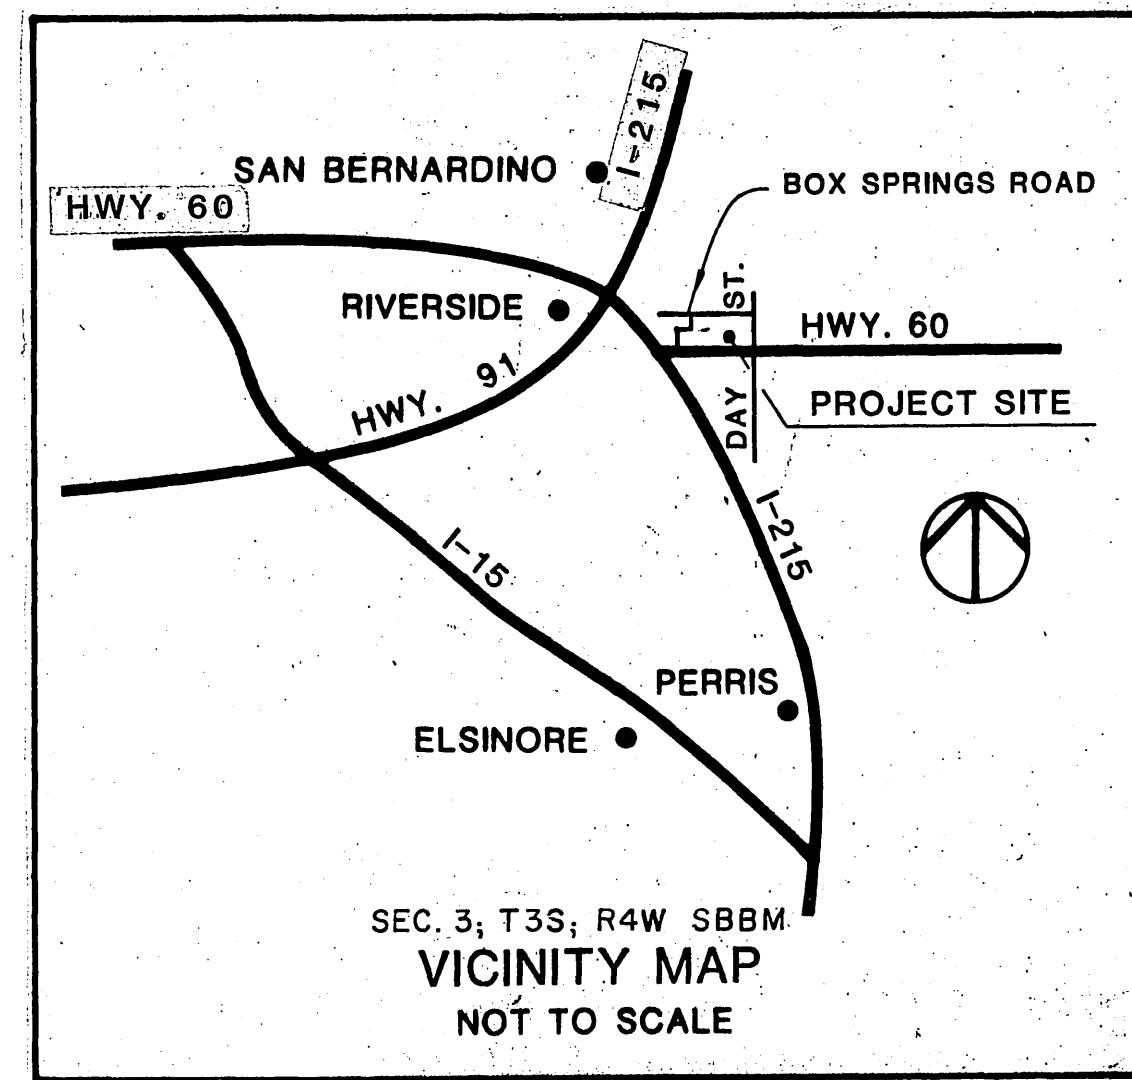 I-215
SAN BERNARDINO
BOX SPRINGS ROAD
HWY. 60
ST.
RIVERSIDE
HWY. 60
HWY. 91
DAY
PROJECT SITE
I-215
I-15
PERRIS
ELSINORE
SEC. 3; T3S; R4W SBBM
VICINITY MAP
NOT TO SCALE